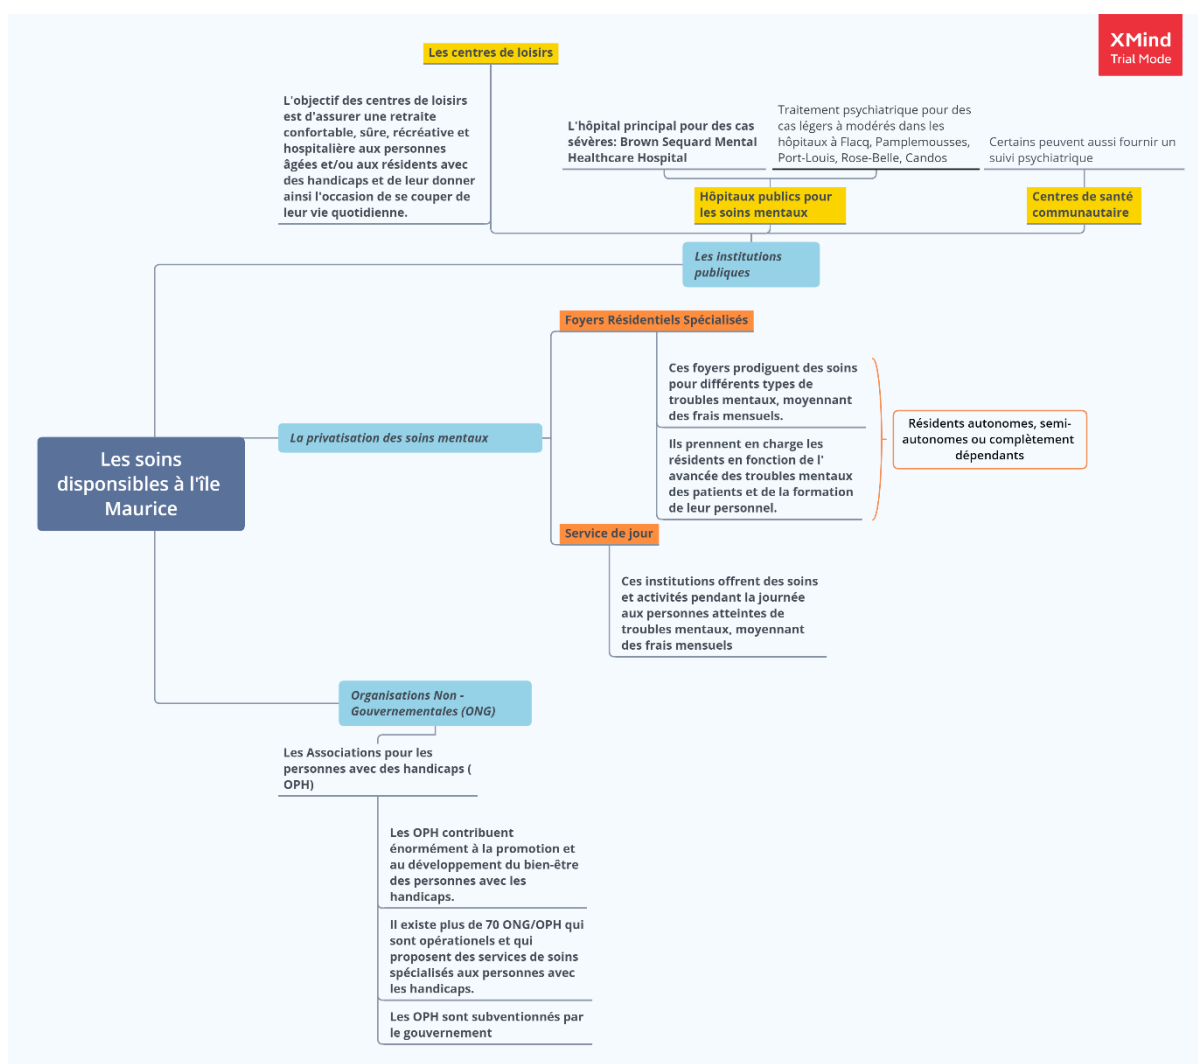 XMind
Trial Mode
Les centres de loisirs
L'objectif des centres de loisirs
est d'assurer une retraite
confortable, sûre, récréative et
hospitalière aux personnes
âgées et/ou aux résidents avec
des handicaps et de leur donner
ainsi l'occasion de se couper de
leur vie quotidienne.
L'hôpital principal pour des cas
sévères: Brown Sequard Mental
Healthcare Hospital
Traitement psychiatrique pour des
cas légers à modérés dans les
hôpitaux à Flacq, Pamplemousses,
Port-Louis, Rose-Belle, Candos
Certains peuvent aussi fournir un
suivi psychiatrique
Hôpitaux publics pour
les soins mentaux
Centres de santé
communautaire
Les institutions
publiques
Foyers Résidentiels Spécialisés
Ces foyers prodiguent des soins
pour différents types de
troubles mentaux, moyennant
des frais mensuels.
Ils prennent en charge les
résidents en fonction de l'
avancée des troubles mentaux
des patients et de la formation
de leur personnel.
Résidents autonomes, semi-
autonomes ou complètement
dépendants
La privatisation des soins mentaux
Les soins
disponsibles à l'île
Maurice
Service de jour
Ces institutions offrent des soins
et activités pendant la journée
aux personnes atteintes de
troubles mentaux, moyennant
des frais mensuels
Organisations Non -
Gouvernementales (ONG)
Les Associations pour les
personnes avec des handicaps (
OPH)
Les OPH contribuent
énormément à la promotion et
au développement du bien-être
des personnes avec les
handicaps.
Il existe plus de 70 ONG/OPH qui
sont opérationels et qui
proposent des services de soins
spécialisés aux personnes avec
les handicaps.
Les OPH sont subventionnés par
le gouvernement